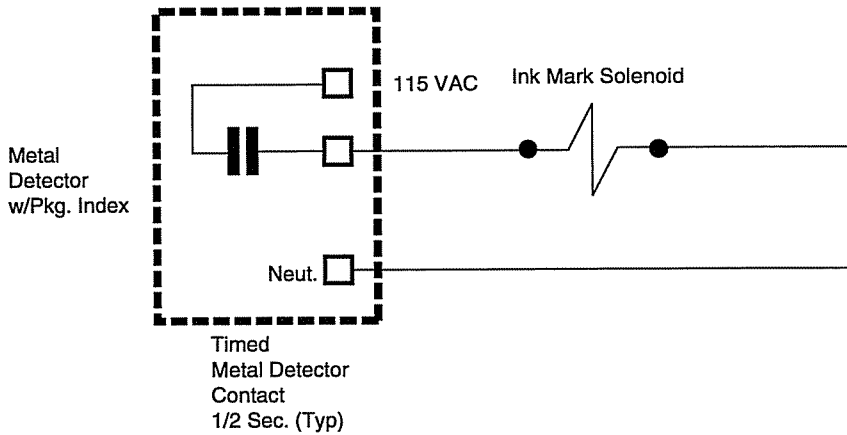 115 VAC
Ink Mark Solenoid
Metal
Detector
w/Pkg. Index
Neut.
Timed
Metal Detector
Contact
1/2 Sec. (Typ)